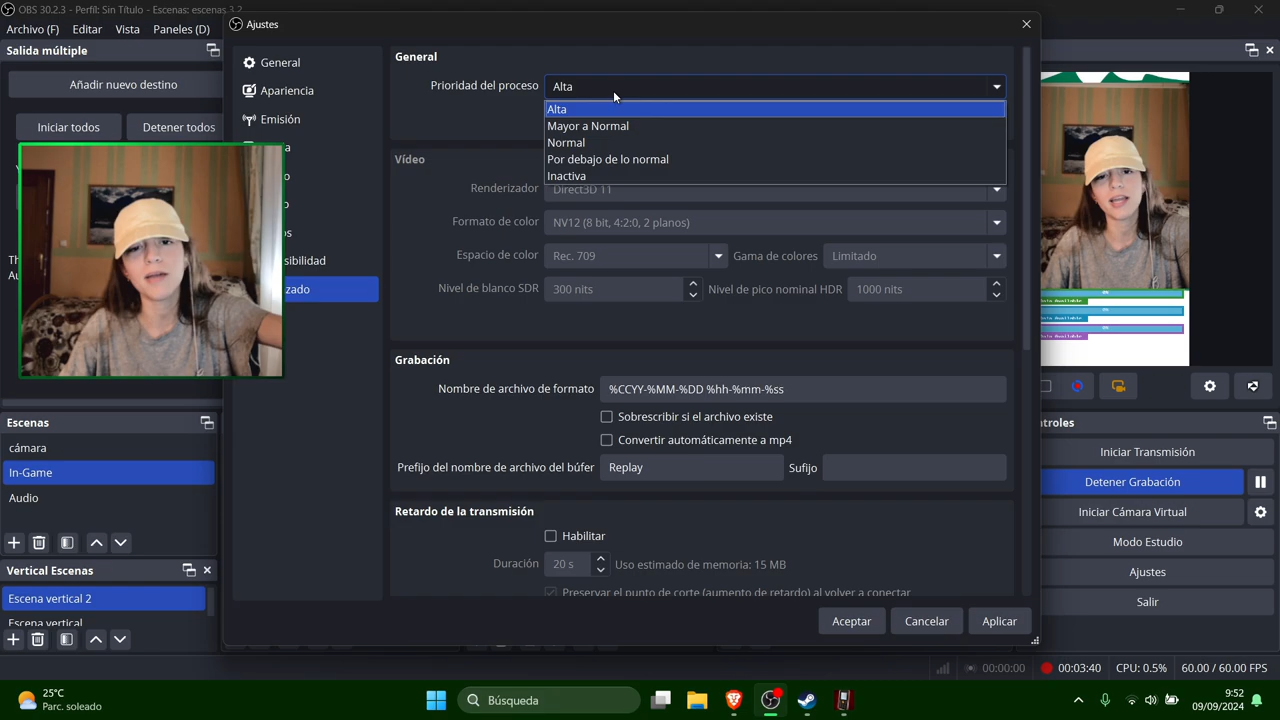 OBS 30.2.3 - Perfil: Sin Título - Escenas: escenas.3.2
Ajustes
Archivo (F) Editar Vista Paneles (D)
Salida múltiple
Añadir nuevo destino
Iniciar todos Detener todos
General
Apariencia
Emisión
General
Prioridad del proceso Alta
Alta
Mayor a Normal
Normal
Por debajo de lo normal
Inactiva
Vídeo
Renderizador Direct3D 11
Formato de color NV12 (8 bit, 4:2:0, 2 planos)
Espacio de color Rec. 709 Gama de colores Limitado
Nivel de blanco SDR 300 nits Nivel de pico nominal HDR 1000 nits
Grabación
Nombre de archivo de formato %CCYY-%MM-%DD %hh-%mm-%ss
Sobrescribir si el archivo existe
Convertir automáticamente a mp4
Prefijo del nombre de archivo del búfer Replay Sufijo
Retardo de la transmisión
Habilitar
Duración 20 s Uso estimado de memoria: 15 MB
Preservar el punto de corte (aumento de retardo) al volver a conectar
Aceptar Cancelar Aplicar
Escenas
cámara
In-Game
Audio
Vertical Escenas
Escena vertical 2
Escena vertical
troles
Iniciar Transmisión
Detener Grabación
Iniciar Cámara Virtual
Modo Estudio
Ajustes
Salir
00:00:00 00:03:40 CPU: 0.5% 60.00 / 60.00 FPS
25°C
Parc. soleado
Búsqueda
9:52
09/09/2024